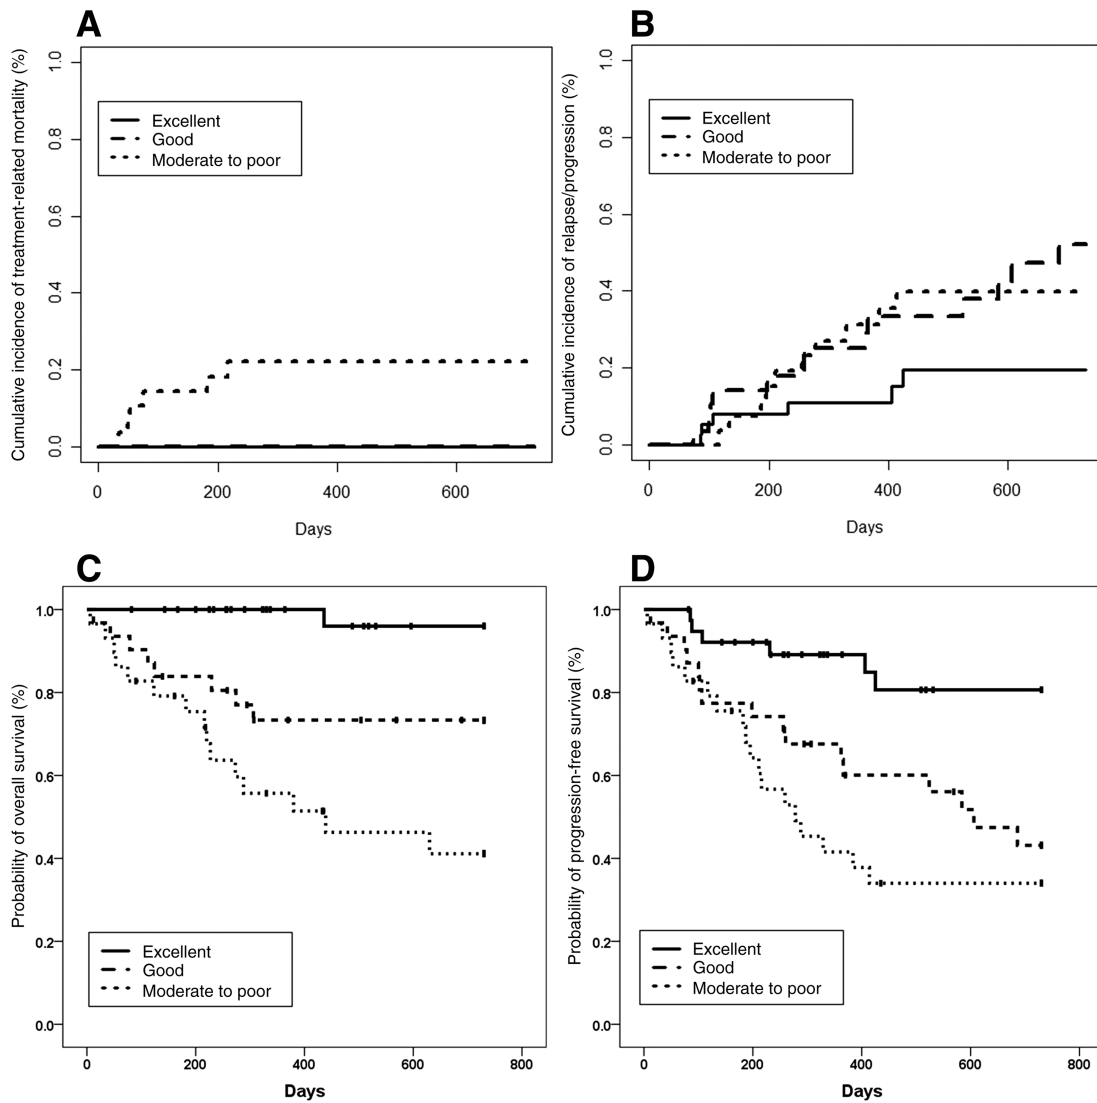 A
Cumulative incidence of treatment-related mortality (%)
1.0
0.8
0.6
0.4
0.2
0.0
Excellent
Good
Moderate to poor
0 200 400 600
Days
B
Cumulative incidence of relapse/progression (%)
1.0
0.8
0.6
0.4
0.2
0.0
Excellent
Good
Moderate to poor
0 200 400 600
Days
C
Probability of overall survival (%)
1.0
0.8
0.6
0.4
0.2
0.0
Excellent
Good
Moderate to poor
0 200 400 600 800
Days
D
Probability of progression-free survival (%)
1.0
0.8
0.6
0.4
0.2
0.0
Excellent
Good
Moderate to poor
0 200 400 600 800
Days